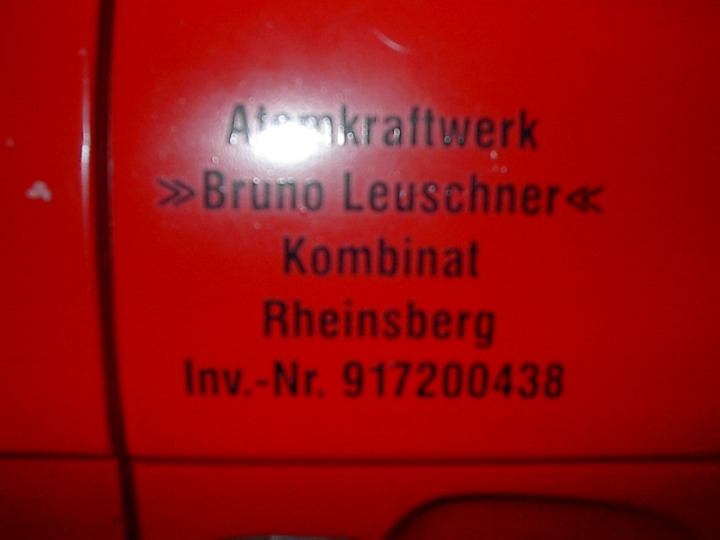 Atomkraftwerk
»Bruno Leuschner«
Kombinat
Rheinsberg
Inv.-Nr. 917200438